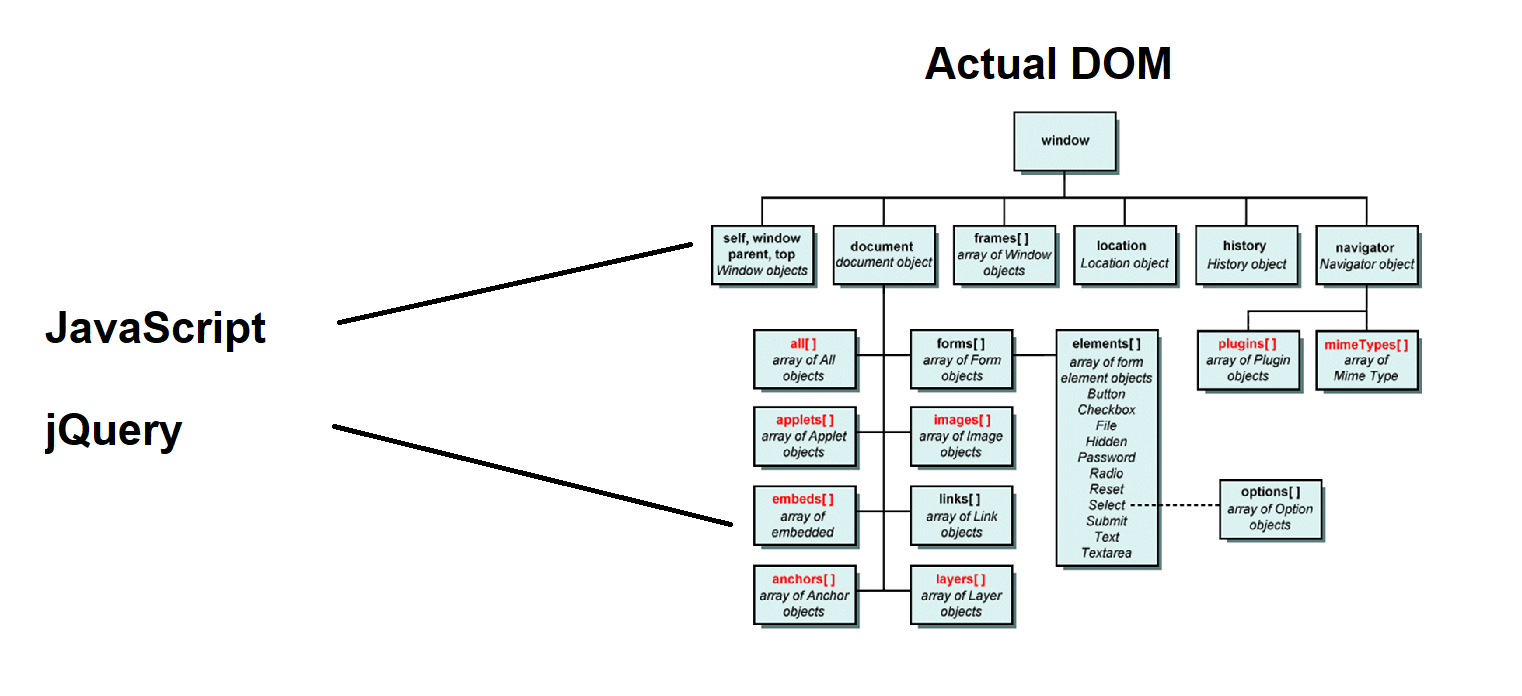 Actual DOM
window
self, window
parent, top
Window objects
document
document object
frames[ ]
array of Window
objects
location
Location object
history
History object
navigator
Navigator object
JavaScript
jQuery
all[ ]
array of All
objects
forms[ ]
array of Form
objects
elements[ ]
array of form
element objects
Button
Checkbox
File
Hidden
Password
Radio
Reset
Select
Submit
Text
Textarea
plugins[ ]
array of Plugin
objects
mimeTypes[ ]
array of
Mime Type
applets[ ]
array of Applet
objects
images[ ]
array of Image
objects
embeds[ ]
array of
embedded
links[ ]
array of Link
objects
options[ ]
array of Option
objects
anchors[ ]
array of Anchor
objects
layers[ ]
array of Layer
objects